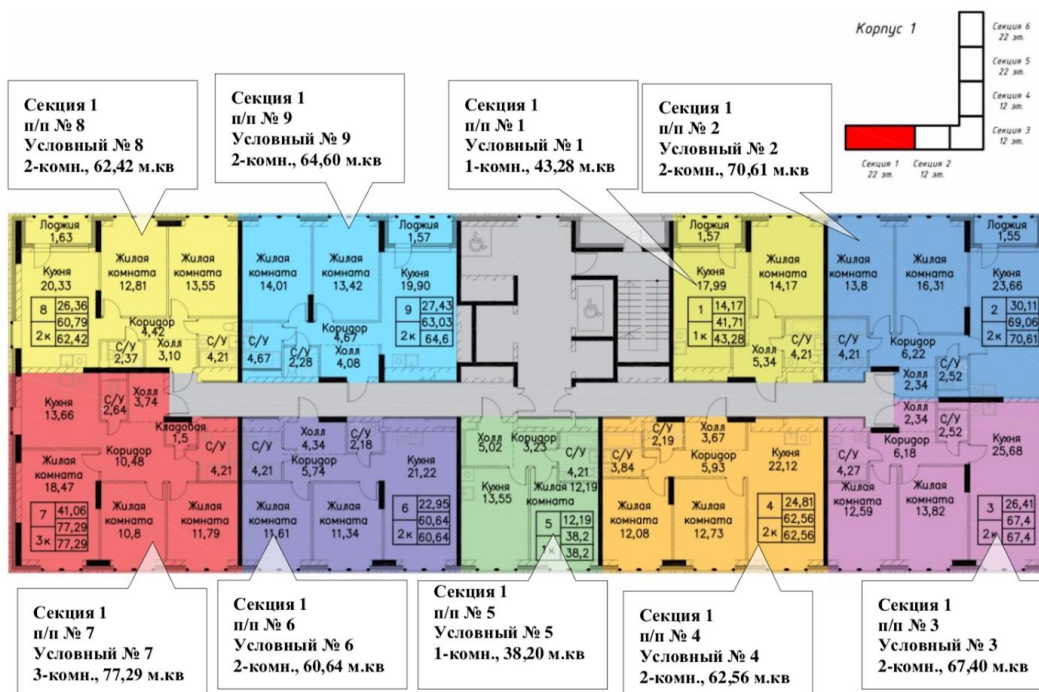 Корпус 1
Секция 6
22 эт.
Секция 5
22 эт.
Секция 4
12 эт.
Секция 3
12 эт.
Секция 1
22 эт.
Секция 2
12 эт.
Секция 1
п/п № 8
Условный № 8
2-комн., 62,42 м.кв
Секция 1
п/п № 9
Условный № 9
2-комн., 64,60 м.кв
Секция 1
п/п № 1
Условный № 1
1-комн., 43,28 м.кв
Секция 1
п/п № 2
Условный № 2
2-комн., 70,61 м.кв
Лоджия
1,63
Кухня
20,33
Жилая
комната
12,81
Жилая
комната
13,55
8 26,36
60,79
2к 62,42
Коридор
4,42
Холл
3,10
С/У
2,37
С/У
4,21
Жилая
комната
14,01
Жилая
комната
13,42
Лоджия
1,57
Кухня
19,90
9 27,43
63,03
2к 64,6
Коридор
4,67
Холл
4,08
С/У
4,67
С/У
2,28
Лоджия
1,57
Кухня
17,99
Жилая
комната
14,17
1 14,17
41,71
1к 43,28
Холл
5,34
С/У
4,21
Жилая
комната
13,8
Жилая
комната
16,31
Лоджия
1,55
Кухня
23,66
2 30,11
69,06
2к 70,61
С/У
4,21
Коридор
6,22
Холл
2,34
С/У
2,52
Кухня
13,66
С/У
2,64
Холл
3,74
Кладовая
1,5
С/У
4,21
Коридор
10,48
Жилая
комната
18,47
7 41,06
77,29
3к 77,29
Жилая
комната
10,8
Жилая
комната
11,79
С/У
4,21
Холл
4,34
С/У
2,18
Коридор
5,74
Кухня
21,22
Жилая
комната
11,61
Жилая
комната
11,34
6 22,95
60,64
2к 60,64
Холл
5,02
Коридор
3,23
С/У
4,21
Кухня
13,55
Жилая 12,19
комната
5 12,19
38,2
1к 38,2
С/У
3,84
С/У
2,19
Холл
3,67
Коридор
5,93
Кухня
22,12
Жилая
комната
12,08
Жилая
комната
12,73
4 24,81
62,56
2к 62,56
Холл
2,34
С/У
2,52
С/У
4,27
Коридор
6,18
Кухня
25,68
Жилая
комната
12,59
Жилая
комната
13,82
3 26,41
67,4
2к 67,4
Секция 1
п/п № 7
Условный № 7
3-комн., 77,29 м.кв
Секция 1
п/п № 6
Условный № 6
2-комн., 60,64 м.кв
Секция 1
п/п № 5
Условный № 5
1-комн., 38,20 м.кв
Секция 1
п/п № 4
Условный № 4
2-комн., 62,56 м.кв
Секция 1
п/п № 3
Условный № 3
2-комн., 67,40 м.кв